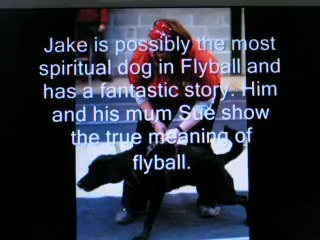 Jake is possibly the most
spiritual dog in Flyball and
has a fantastic story. Him
and his mum Sue show
the true meaning of
flyball.